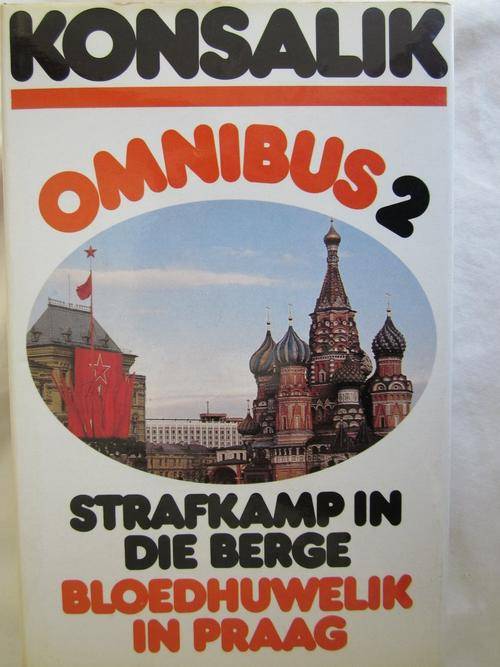 KONSALIK
OMNIBUS 2
STRAFKAMP IN
DIE BERGE
BLOEDHUWELIK
IN PRAAG